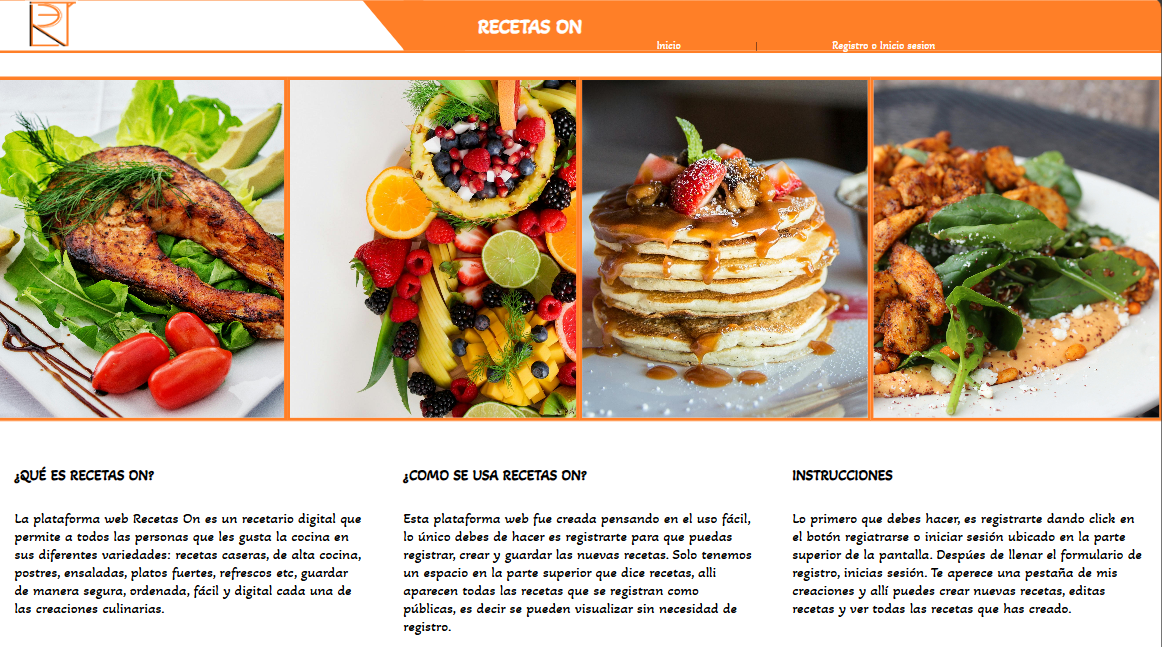 RECETAS ON
Inicio | Registro o Inicio sesion
¿QUÉ ES RECETAS ON?
La plataforma web Recetas On es un recetario digital que
permite a todos las personas que les gusta la cocina en
sus diferentes variedades: recetas caseras, de alta cocina,
postres, ensaladas, platos fuertes, refrescos etc, guardar
de manera segura, ordenada, fácil y digital cada una de
las creaciones culinarias.
¿COMO SE USA RECETAS ON?
Esta plataforma web fue creada pensando en el uso fácil,
lo único debes de hacer es registrarte para que puedas
registrar, crear y guardar las nuevas recetas. Solo tenemos
un espacio en la parte superior que dice recetas, alli
aparecen todas las recetas que se registran como
públicas, es decir se pueden visualizar sin necesidad de
registro.
INSTRUCCIONES
Lo primero que debes hacer, es registrarte dando click en
el botón regiatrarse o iniciar sesión ubicado en la parte
superior de la pantalla. Despúes de llenar el formulario de
registro, inicias sesión. Te aperece una pestaña de mis
creaciones y allí puedes crear nuevas recetas, editas
recetas y ver todas las recetas que has creado.